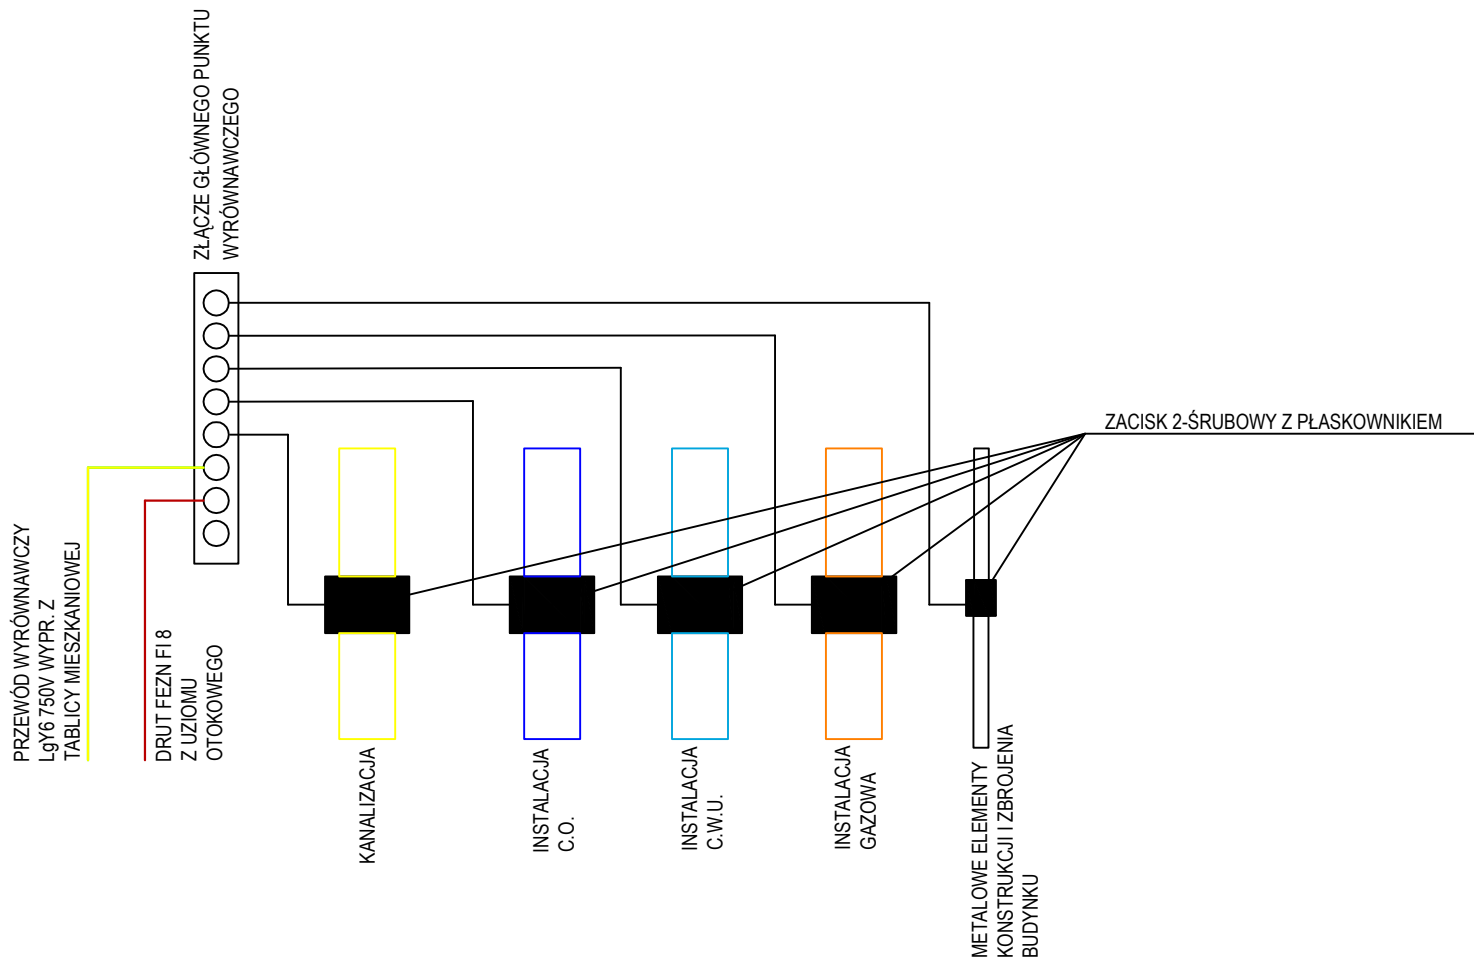 ZŁĄCZE GŁÓWNEGO PUNKTU
WYRÓWNAWCZEGO
ZACISK 2-ŚRUBOWY Z PŁASKOWNIKIEM
PRZEWÓD WYRÓWNAWCZY
LgY6 750V WYPR. Z
TABLICY MIESZKANIOWEJ
DRUT FEZN FI 8
Z UZIOMU
OTOKOWEGO
KANALIZACJA
INSTALACJA
C.O.
INSTALACJA
C.W.U.
INSTALACJA
GAZOWA
METALOWE ELEMENTY
KONSTRUKCJI I ZBROJENIA
BUDYNKU